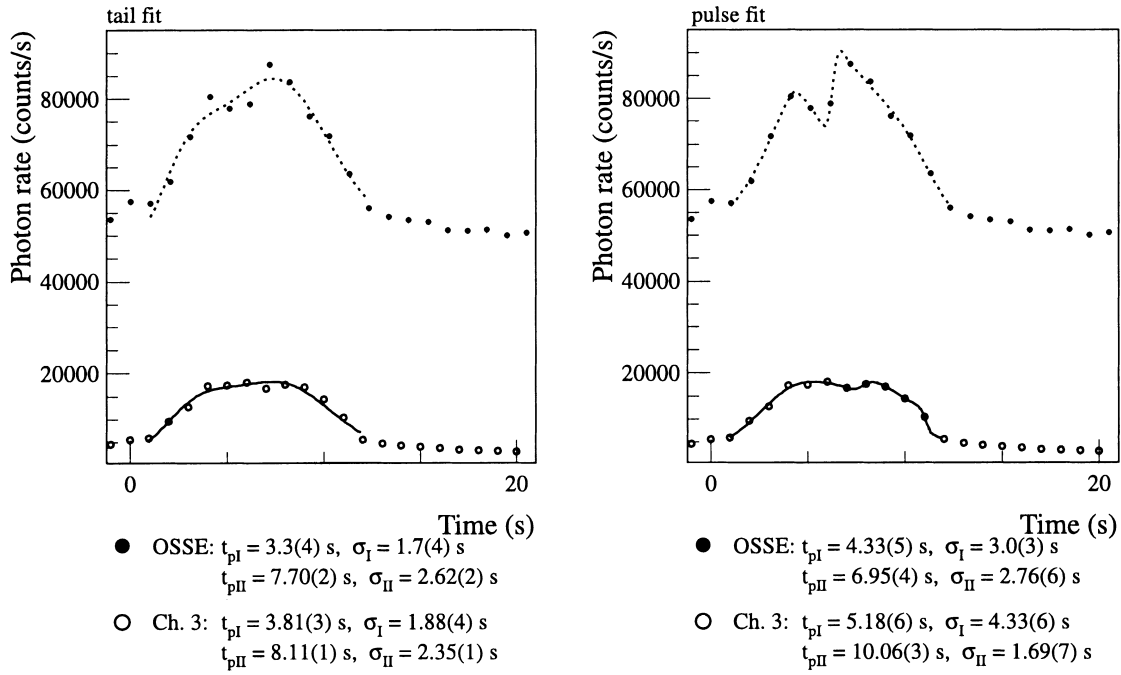 tail fit
Photon rate (counts/s)
80000
60000
40000
20000
0
20
Time (s)
● OSSE: t_pI = 3.3(4) s, σ_I = 1.7(4) s
t_pII = 7.70(2) s, σ_II = 2.62(2) s
○ Ch. 3: t_pI = 3.81(3) s, σ_I = 1.88(4) s
t_pII = 8.11(1) s, σ_II = 2.35(1) s
pulse fit
Photon rate (counts/s)
80000
60000
40000
20000
0
20
Time (s)
● OSSE: t_pI = 4.33(5) s, σ_I = 3.0(3) s
t_pII = 6.95(4) s, σ_II = 2.76(6) s
○ Ch. 3: t_pI = 5.18(6) s, σ_I = 4.33(6) s
t_pII = 10.06(3) s, σ_II = 1.69(7) s